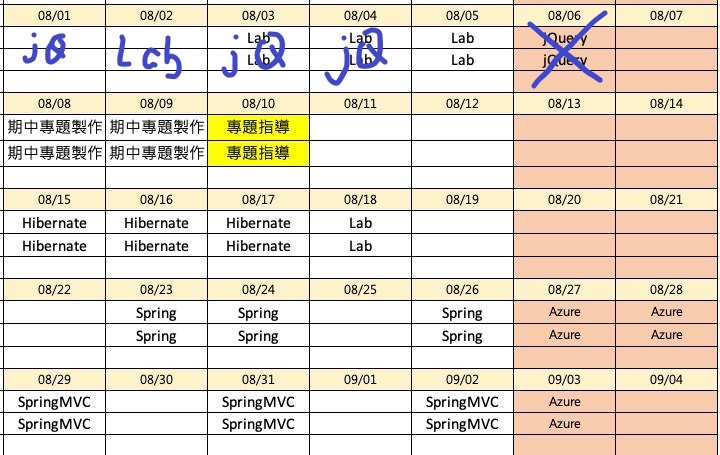 08/01 08/02 08/03 08/04 08/05 08/06 08/07
jQ Lab jQ jQ
Lab Lab Lab jQuery
Lab Lab Lab jQuery
08/08 08/09 08/10 08/11 08/12 08/13 08/14
期中專題製作 期中專題製作 專題指導
期中專題製作 期中專題製作 專題指導
08/15 08/16 08/17 08/18 08/19 08/20 08/21
Hibernate Hibernate Hibernate Lab
Hibernate Hibernate Hibernate Lab
08/22 08/23 08/24 08/25 08/26 08/27 08/28
Spring Spring Spring Azure Azure
Spring Spring Spring Azure Azure
08/29 08/30 08/31 09/01 09/02 09/03 09/04
SpringMVC SpringMVC SpringMVC Azure
SpringMVC SpringMVC SpringMVC Azure